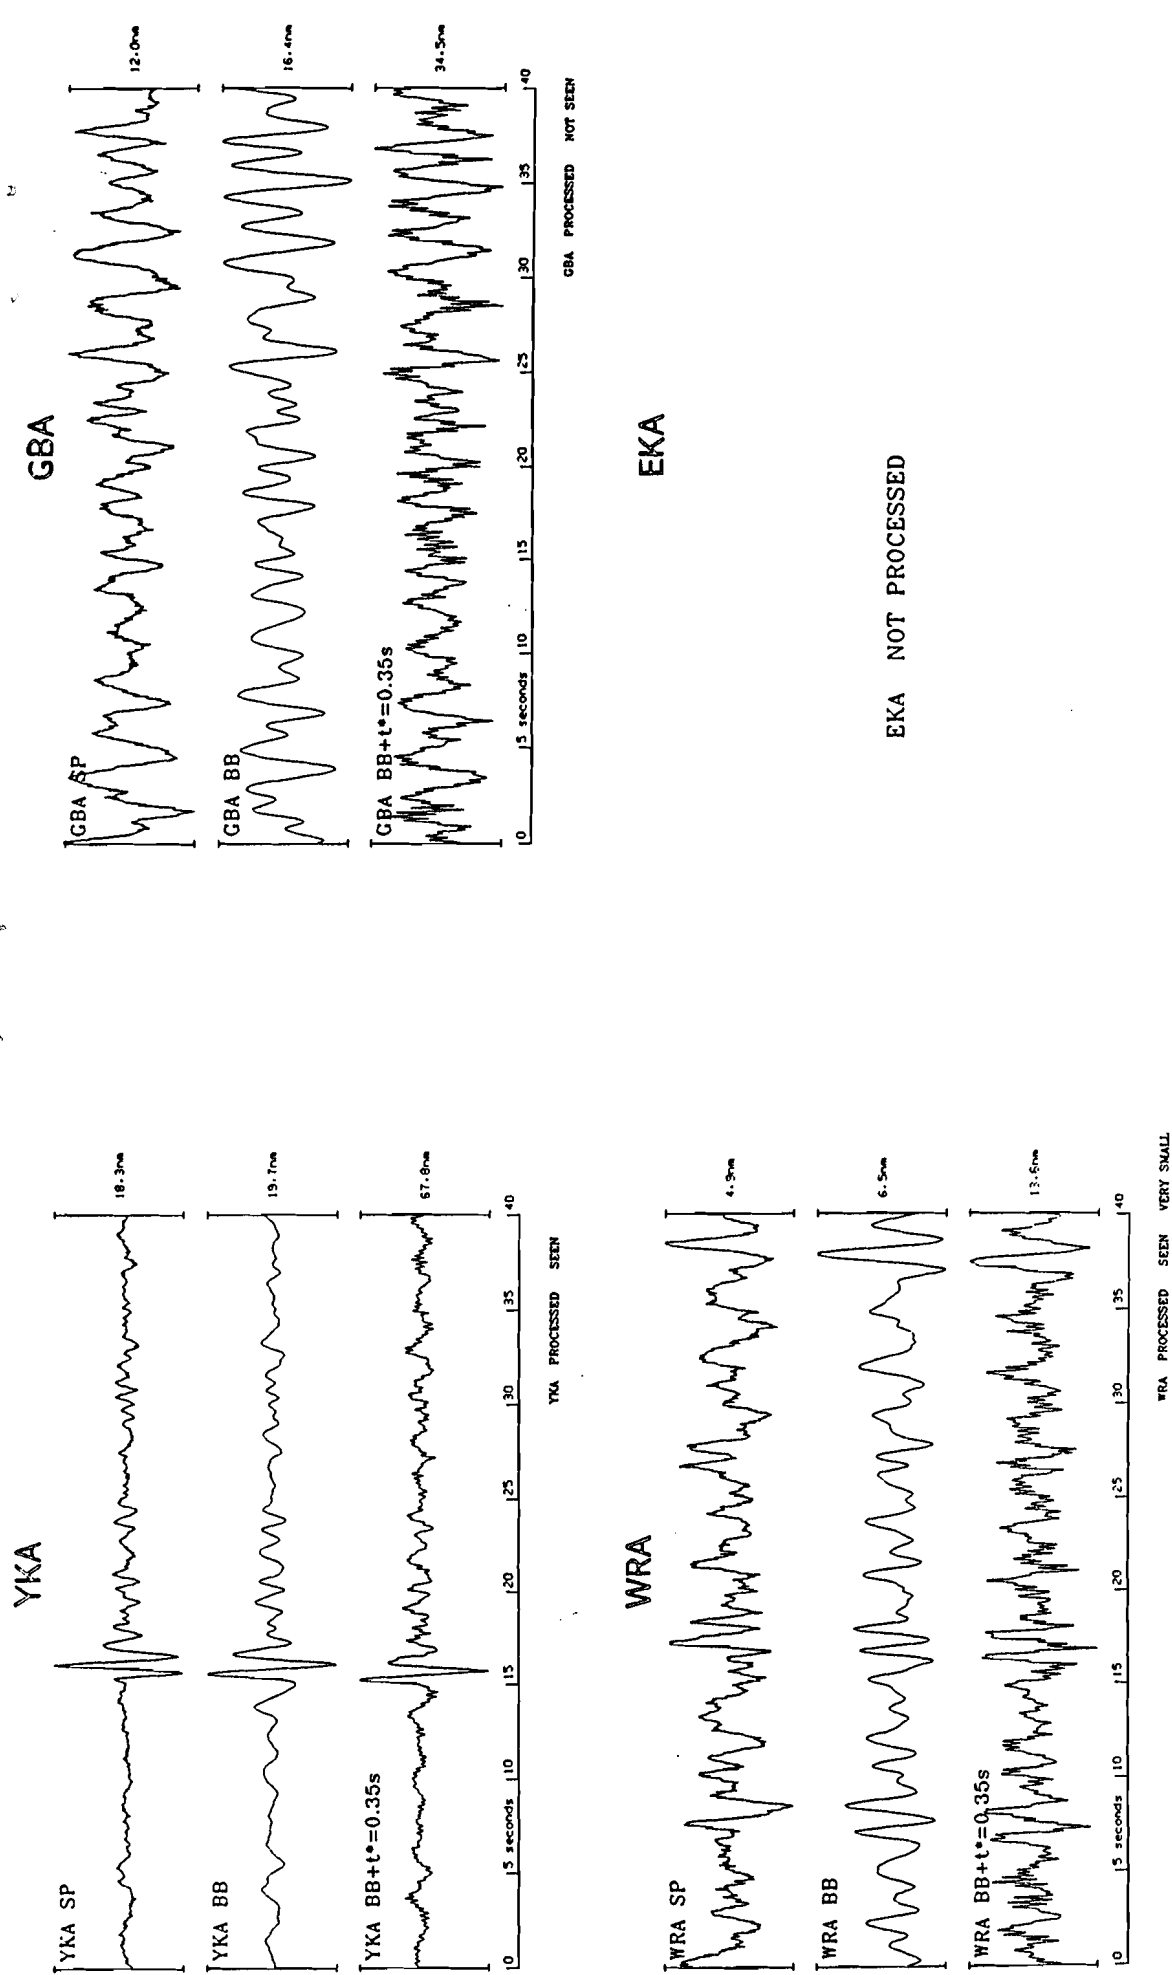 YKA
YKA SP
18.3nm
YKA BB
19.7nm
YKA BB+t*=0.35s
67.8nm
0 5 seconds 10 15 20 25 30 35 40
YKA PROCESSED SEEN
GBA
GBA SP
12.0nm
GBA BB
16.4nm
GBA BB+t*=0.35s
34.5nm
0 5 seconds 10 15 20 25 30 35 40
GBA PROCESSED NOT SEEN
WRA
WRA SP
4.9nm
WRA BB
6.5nm
WRA BB+t*=0.35s
13.6nm
0 5 seconds 10 15 20 25 30 35 40
WRA PROCESSED SEEN VERY SMALL
EKA
EKA NOT PROCESSED